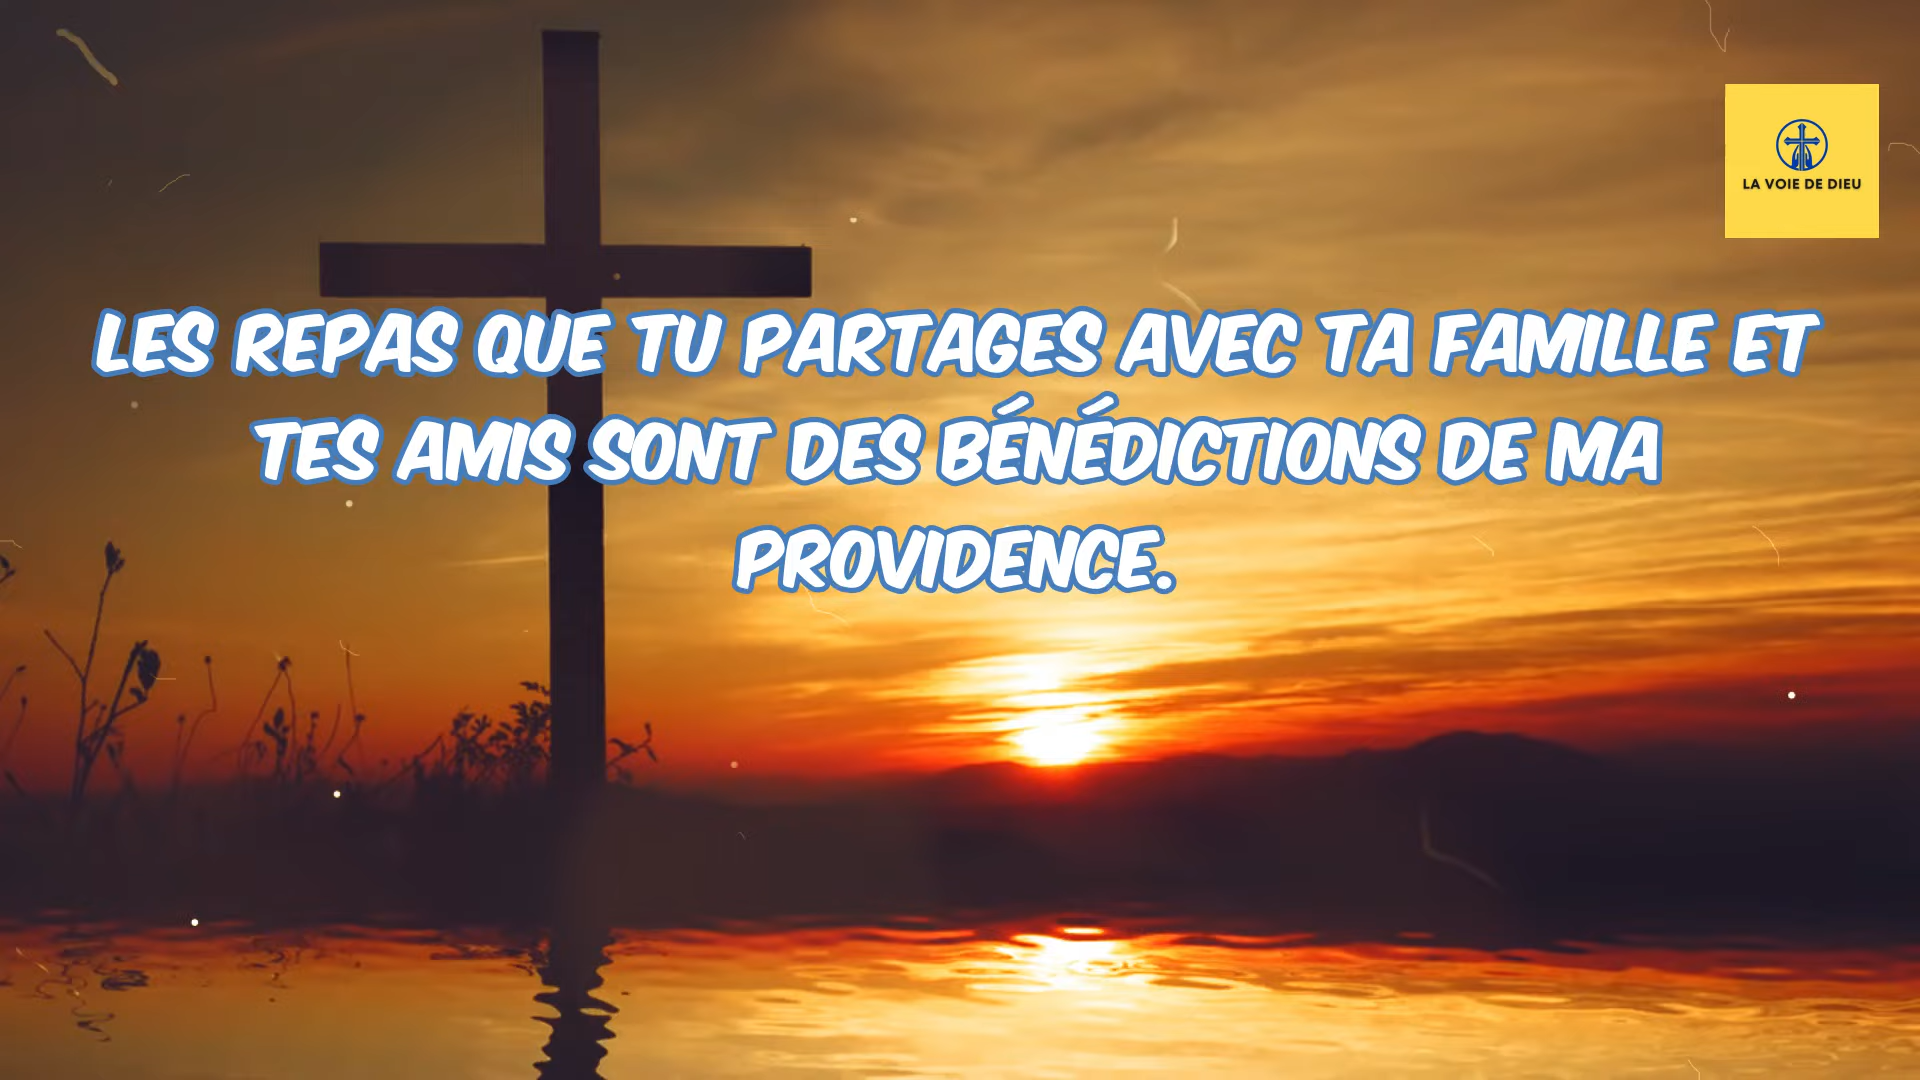 LA VOIE DE DIEU
LES REPAS QUE TU PARTAGES AVEC TA FAMILLE ET
TES AMIS SONT DES BÉNÉDICTIONS DE MA
PROVIDENCE.